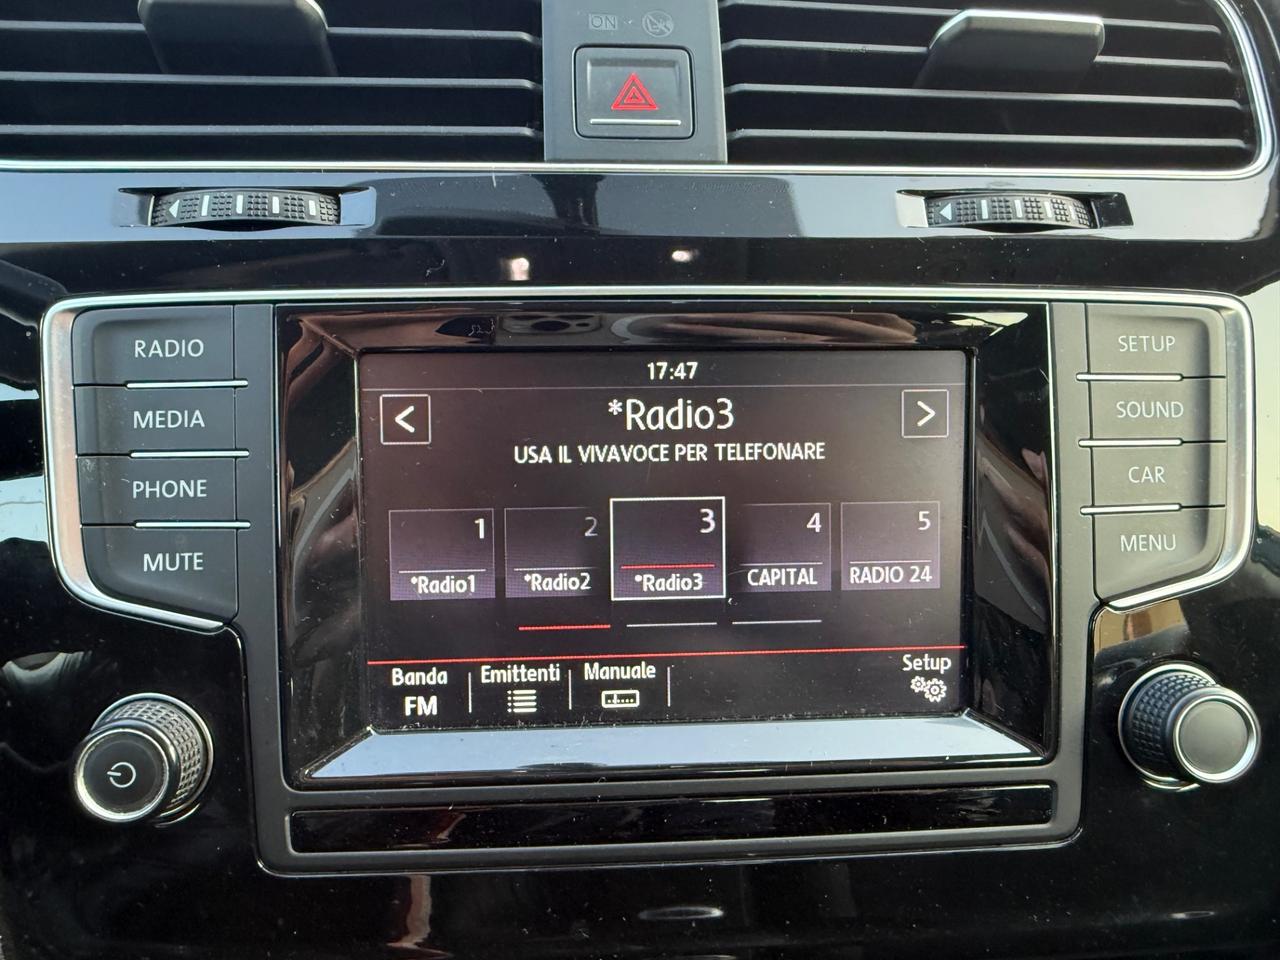 ON
RADIO
MEDIA
PHONE
MUTE
17:47
*Radio3
USA IL VIVAVOCE PER TELEFONARE
1
2
3
4
5
*Radio1
*Radio2
*Radio3
CAPITAL
RADIO 24
Banda
FM
Emittenti
Manuale
Setup
SETUP
SOUND
CAR
MENU